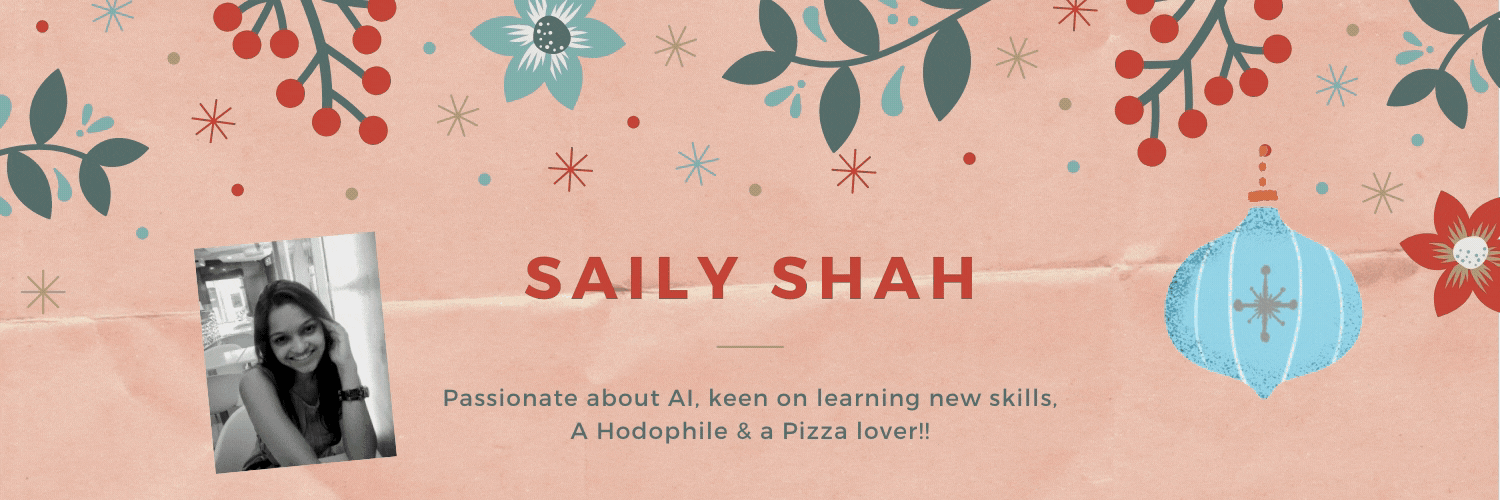 SAILY SHAH
Passionate about AI, keen on learning new skills,
A Hodophile & a Pizza lover!!